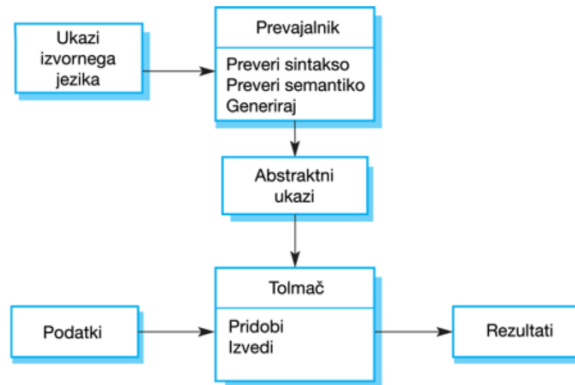 Ukazi
izvornega
jezika
Prevajalnik
Preveri sintakso
Preveri semantiko
Generiraj
Abstraktni
ukazi
Tolmač
Pridobi
Izvedi
Podatki
Rezultati